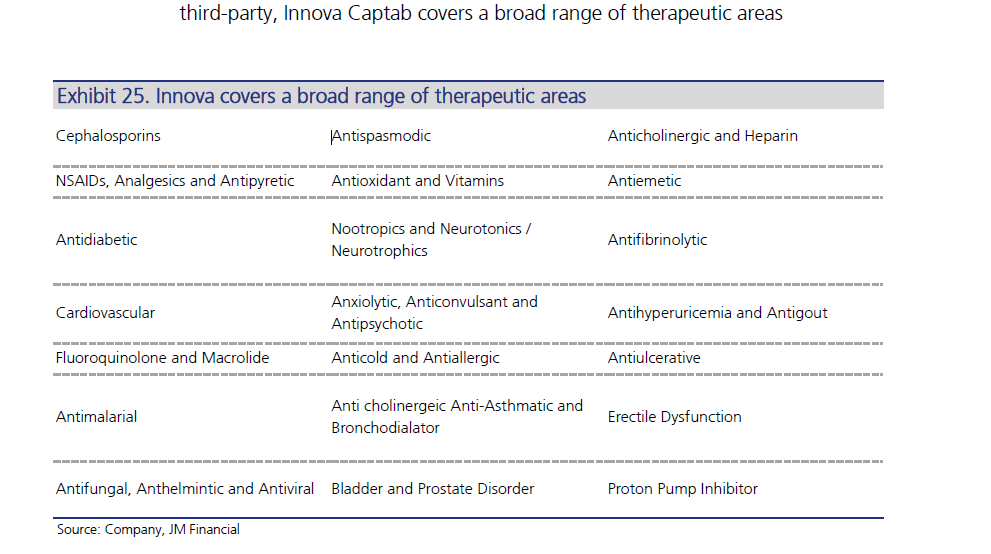 third-party, Innova Captab covers a broad range of therapeutic areas
Exhibit 25. Innova covers a broad range of therapeutic areas
Cephalosporins Antispasmodic Anticholinergic and Heparin
NSAIDs, Analgesics and Antipyretic Antioxidant and Vitamins Antiemetic
Antidiabetic Nootropics and Neurotonics / Neurotrophics Antifibrinolytic
Cardiovascular Anxiolytic, Anticonvulsant and Antipsychotic Antihyperuricemia and Antigout
Fluoroquinolone and Macrolide Anticold and Antiallergic Antiulcerative
Antimalarial Anti cholinergeic Anti-Asthmatic and Bronchodialator Erectile Dysfunction
Antifungal, Anthelmintic and Antiviral Bladder and Prostate Disorder Proton Pump Inhibitor
Source: Company, JM Financial